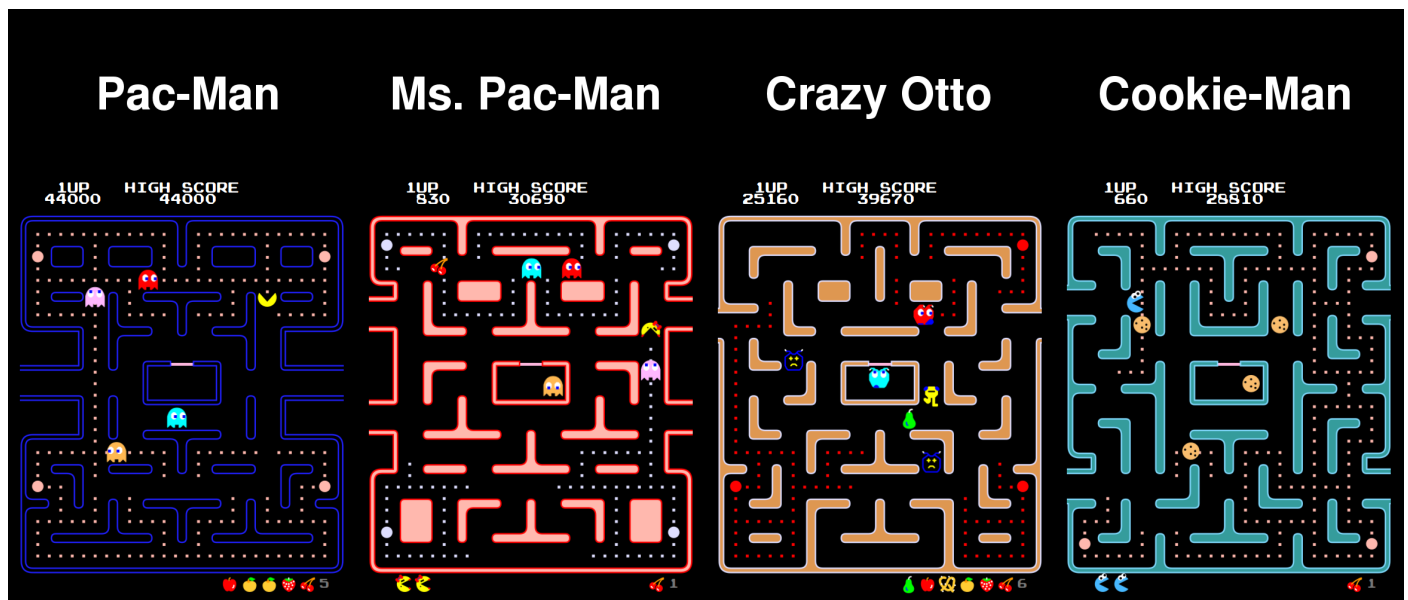 Pac-Man
Ms. Pac-Man
Crazy Otto
Cookie-Man
1UP HIGH SCORE
44000 44000
1UP HIGH SCORE
830 30690
1UP HIGH SCORE
25160 39670
1UP HIGH SCORE
660 28810
5
1
6
1